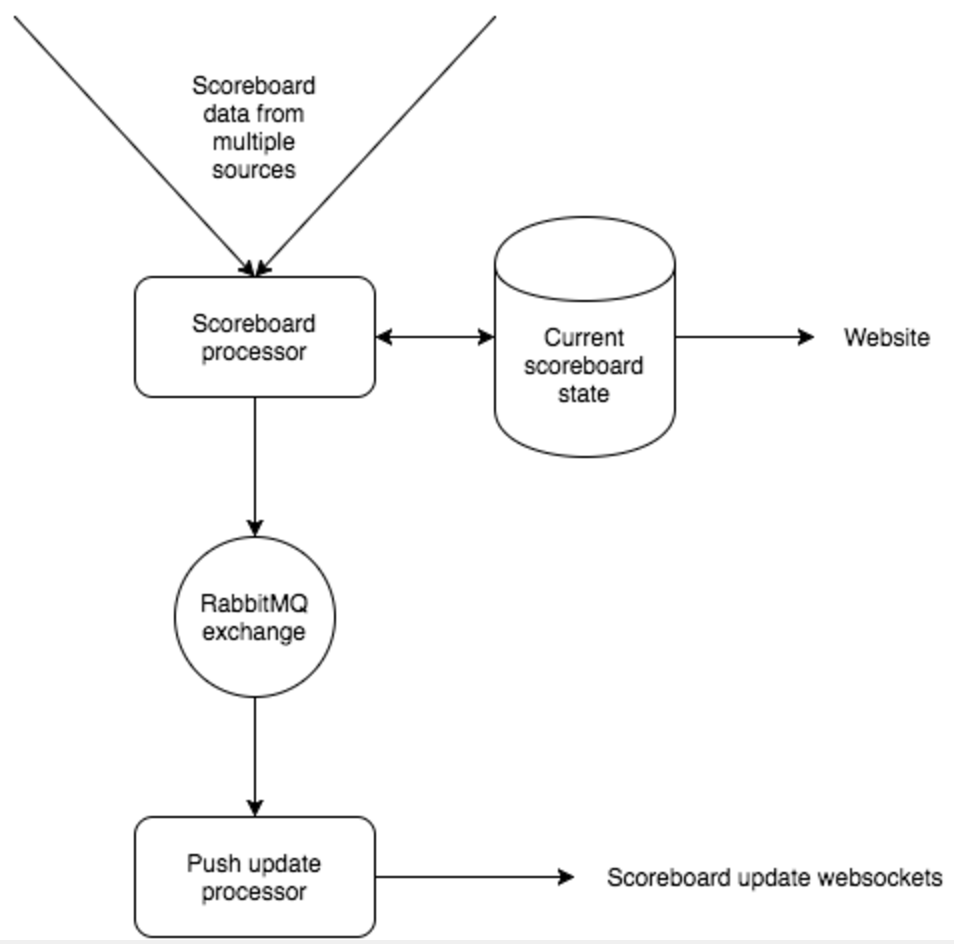 Scoreboard
data from
multiple
sources
Scoreboard
processor
Current
scoreboard
state
Website
RabbitMQ
exchange
Push update
processor
Scoreboard update websockets